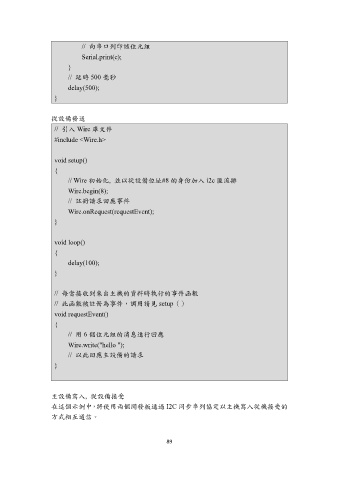 // 向串口列印該位元組
Serial.print(c);
}
// 延時 500 毫秒
delay(500);
}
從設備發送
// 引入 Wire 庫文件
#include <Wire.h>
void setup()
{
// Wire 初始化, 並以從設備位址#8 的身份加入 i2c 匯流排
Wire.begin(8);
// 註冊請求回應事件
Wire.onRequest(requestEvent);
}
void loop()
{
delay(100);
}
// 每當接收到來自主機的資料時執行的事件函數
// 此函數被註冊為事件，調用請見 setup（）
void requestEvent()
{
// 用 6 個位元組的消息進行回應
Wire.write("hello ");
// 以此回應主設備的請求
}
主設備寫入, 從設備接受
在這個示例中,將使用兩個開發板通過 I2C 同步串列協定以主機寫入從機接受的
方式相互通信。
89